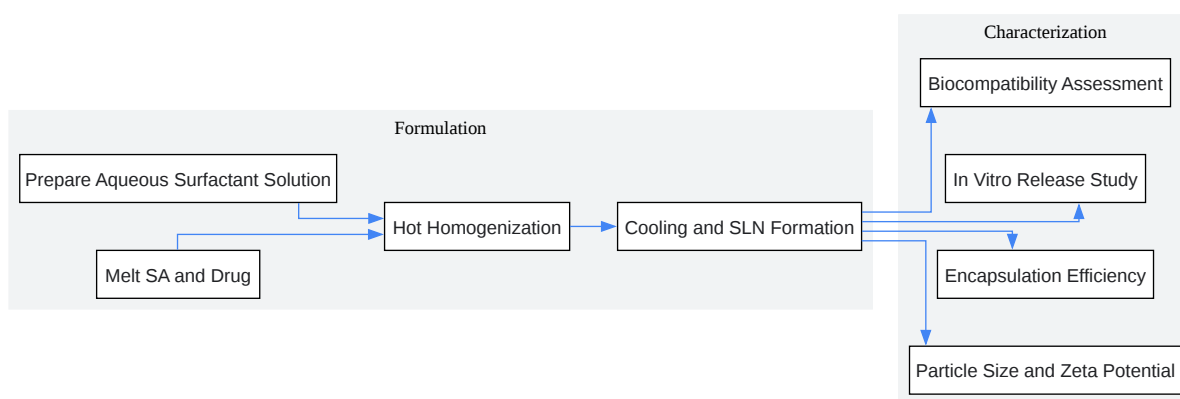 Formulation
Prepare Aqueous Surfactant Solution
Melt SA and Drug
Hot Homogenization
Cooling and SLN Formation
Characterization
Biocompatibility Assessment
In Vitro Release Study
Encapsulation Efficiency
Particle Size and Zeta Potential